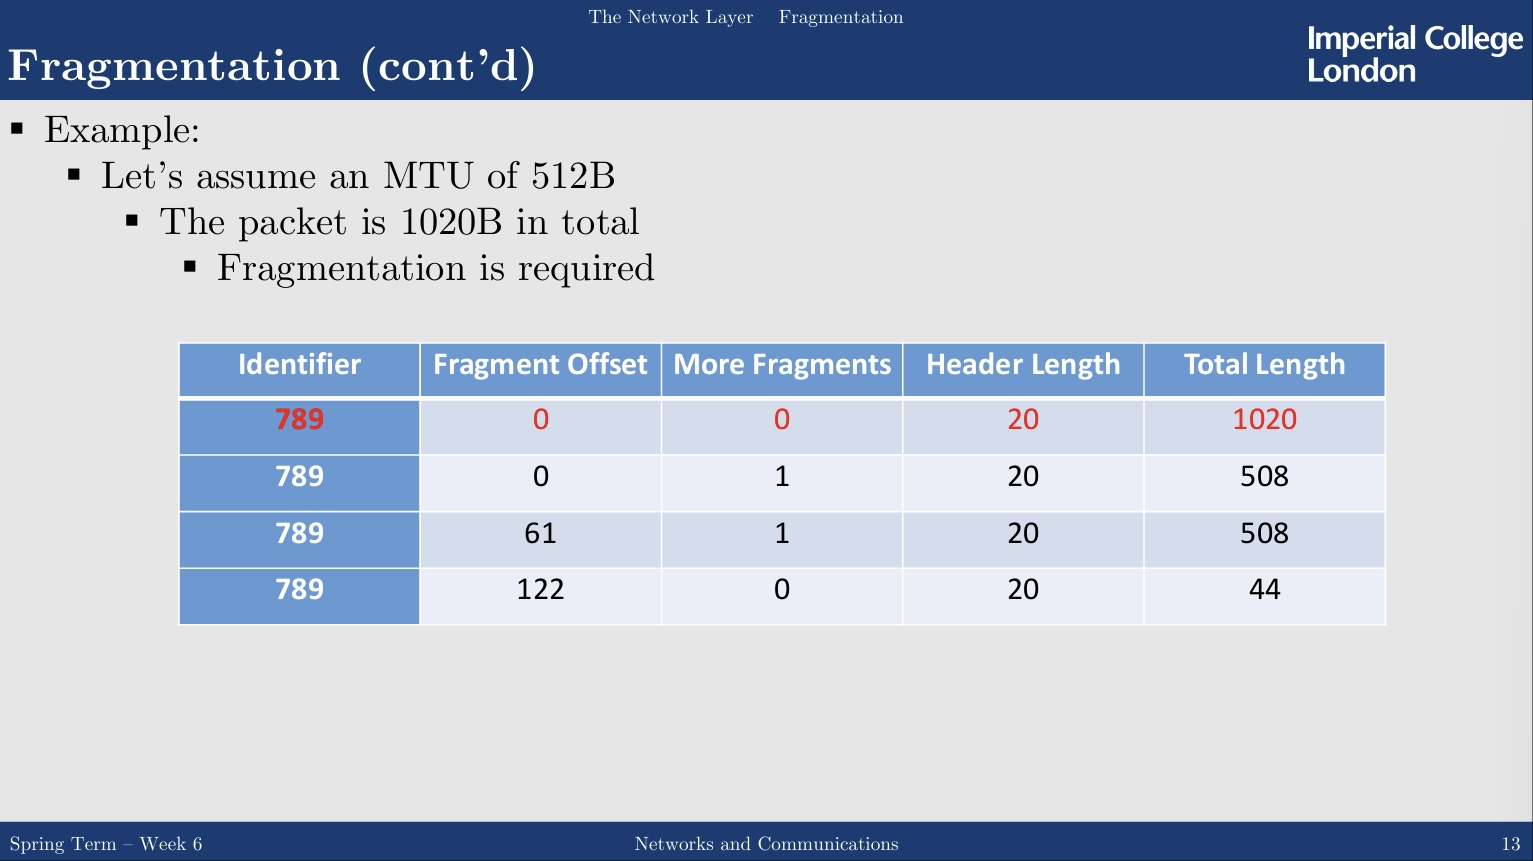 The Network Layer Fragmentation
Fragmentation (cont'd)
Imperial College
London
Example:
Let's assume an MTU of 512B
The packet is 1020B in total
Fragmentation is required
Identifier Fragment Offset More Fragments Header Length Total Length
789 0 0 20 1020
789 0 1 20 508
789 61 1 20 508
789 122 0 20 44
Spring Term – Week 6 Networks and Communications 13